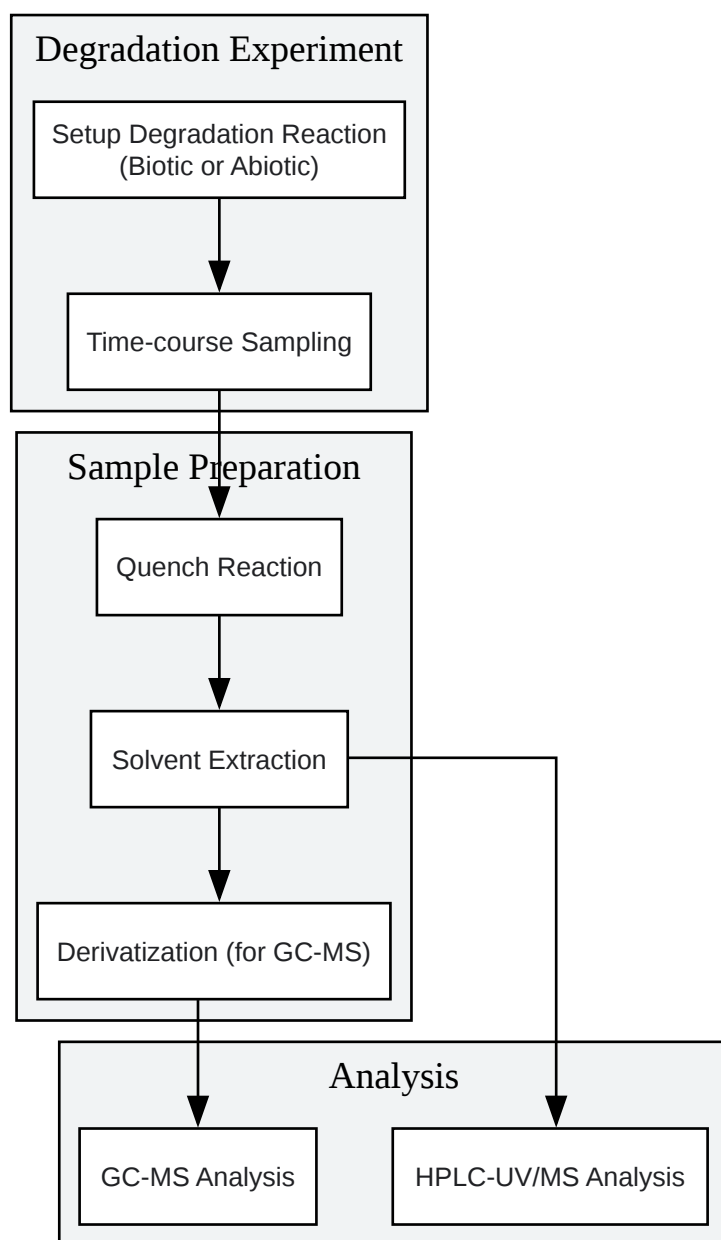 Degradation Experiment
Setup Degradation Reaction
(Biotic or Abiotic)
Time-course Sampling
Sample Preparation
Quench Reaction
Solvent Extraction
Derivatization (for GC-MS)
Analysis
GC-MS Analysis
HPLC-UV/MS Analysis